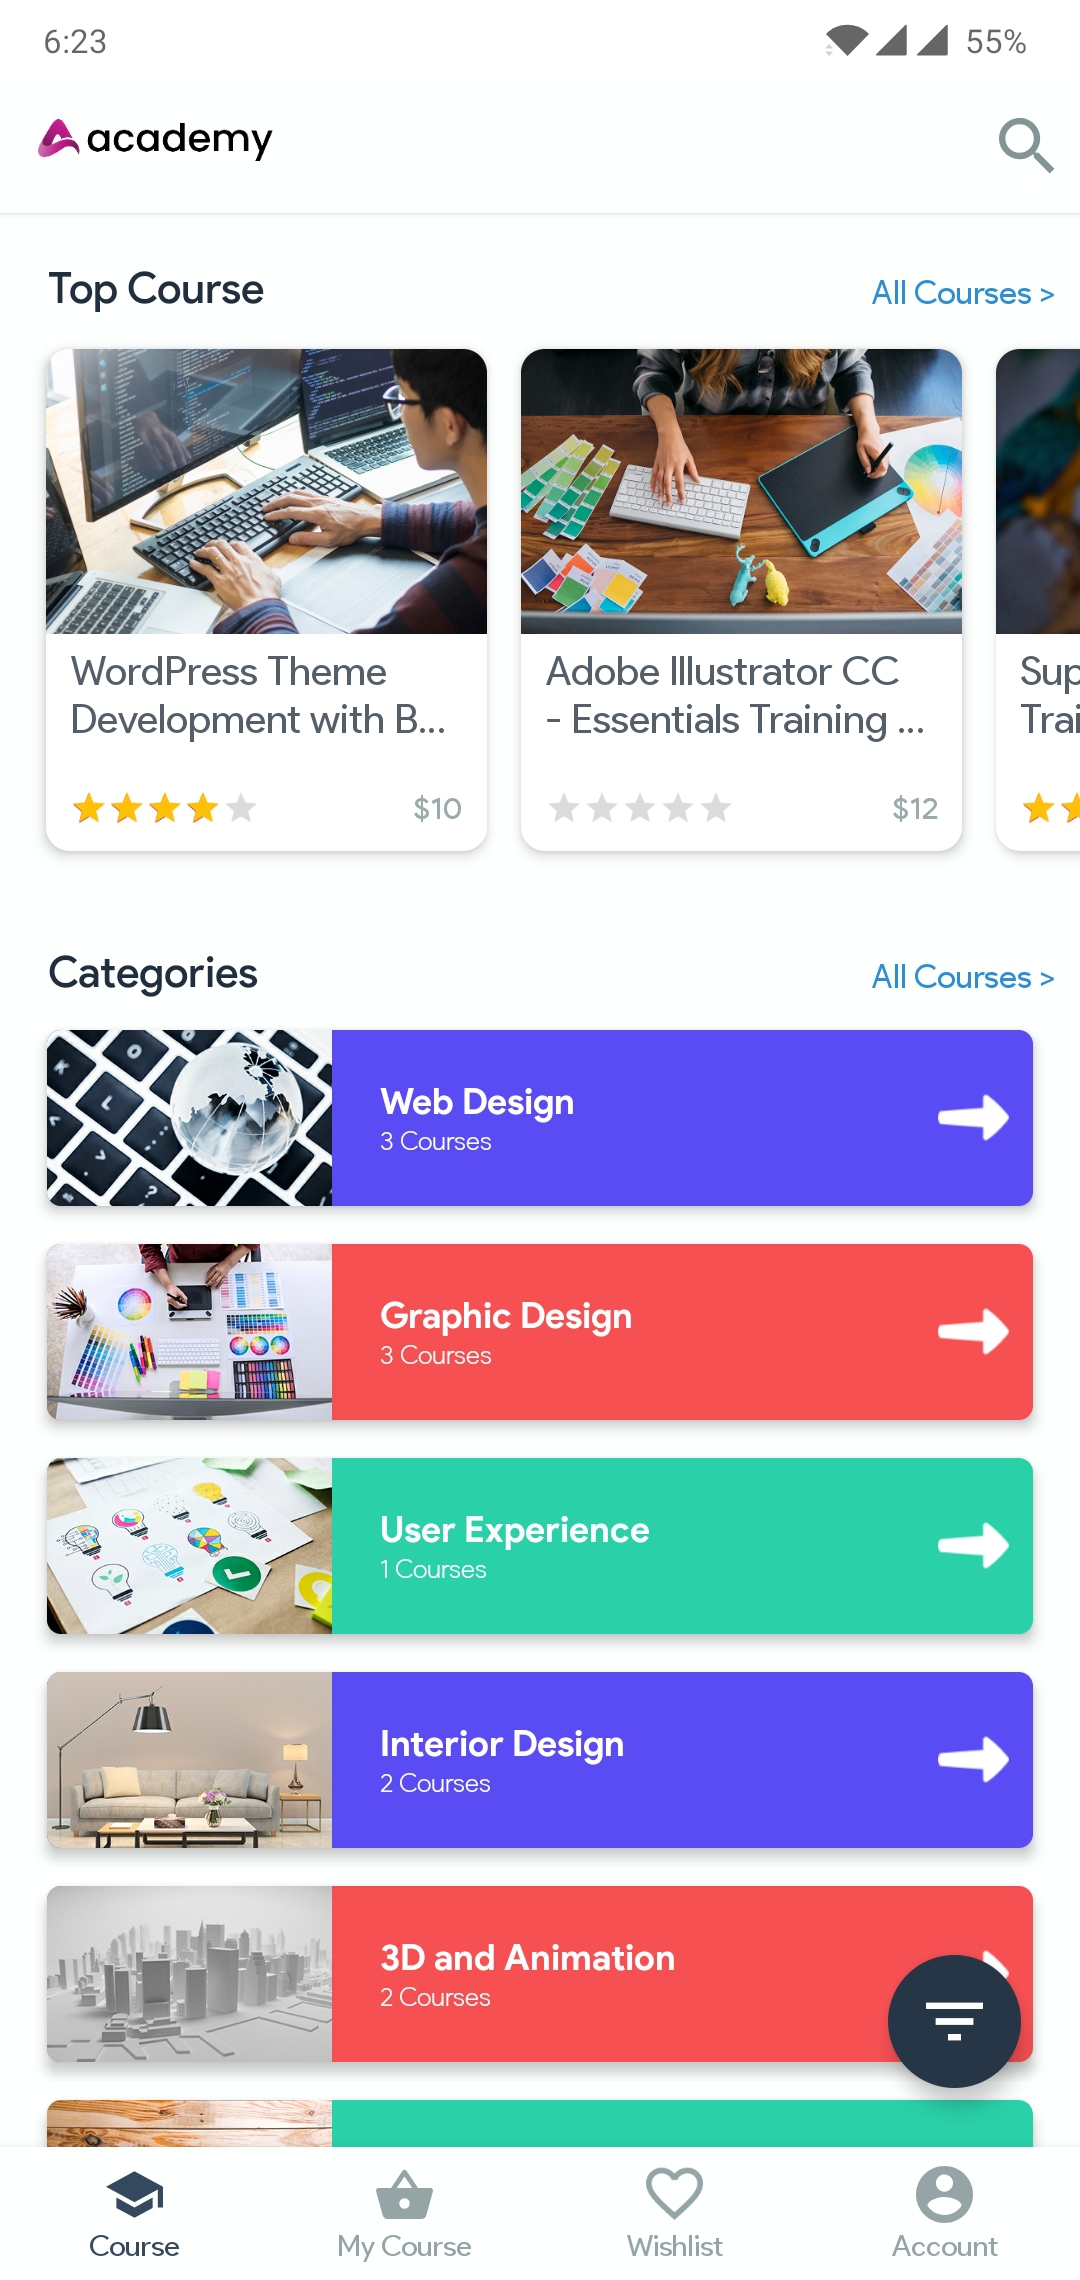 6:23
55%
academy
Top Course
All Courses >
WordPress Theme
Development with B...
$10
Adobe Illustrator CC
- Essentials Training ...
$12
Sup
Trai
Categories
All Courses >
Web Design
3 Courses
Graphic Design
3 Courses
User Experience
1 Courses
Interior Design
2 Courses
3D and Animation
2 Courses
Course
My Course
Wishlist
Account